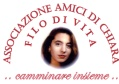 ASSOCIAZIONE AMICI DI CHIARA
FILO DI VITA
.. camminare insieme ..